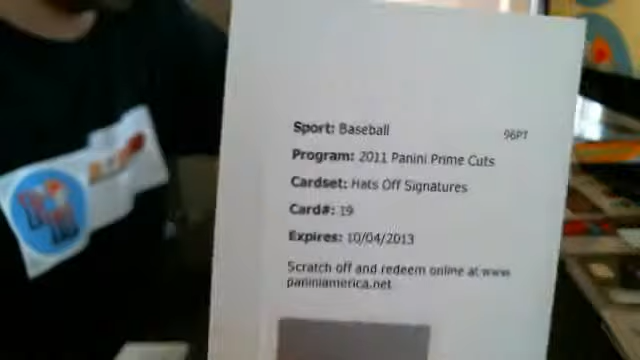 Sport: Baseball 96PT
Program: 2011 Panini Prime Cuts
Cardset: Hats Off Signatures
Card#: 19
Expires: 10/04/2013
Scratch off and redeem online at www
paniniamerica.net